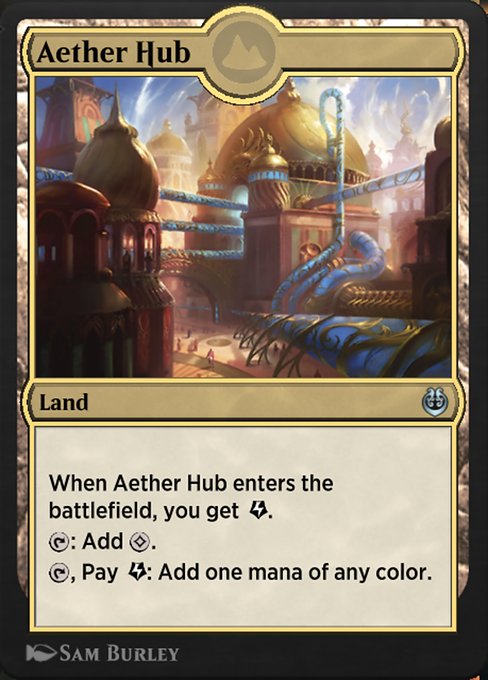 Aether Hub
Land
When Aether Hub enters the
battlefield, you get .
: Add .
, Pay : Add one mana of any color.
Sam Burley